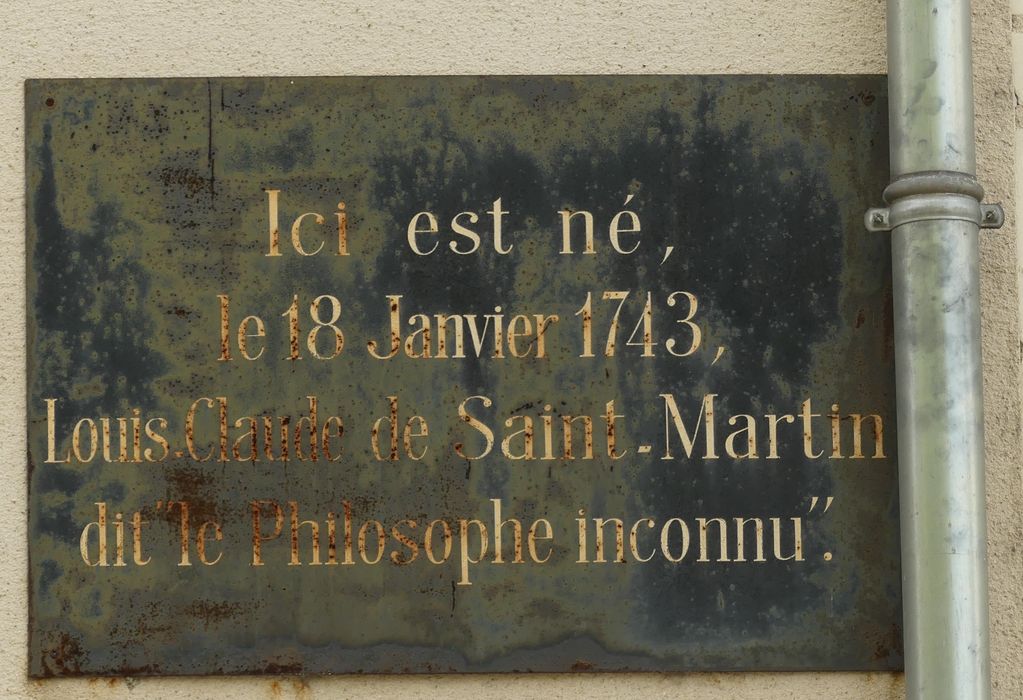 Ici est né,
le 18 Janvier 1743,
Louis-Claude de Saint-Martin
dit "le Philosophe inconnu".